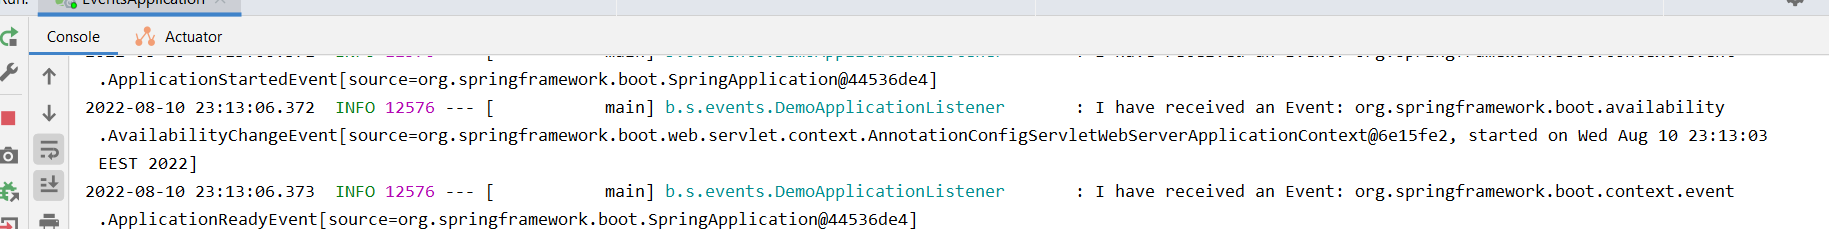 Run: EventsApplication
Console Actuator
.ApplicationStartedEvent[source=org.springframework.boot.SpringApplication@44536de4]
2022-08-10 23:13:06.372  INFO 12576 --- [           main] b.s.events.DemoApplicationListener       : I have received an Event: org.springframework.boot.availability
.AvailabilityChangeEvent[source=org.springframework.boot.web.servlet.context.AnnotationConfigServletWebServerApplicationContext@6e15fe2, started on Wed Aug 10 23:13:03
EEST 2022]
2022-08-10 23:13:06.373  INFO 12576 --- [           main] b.s.events.DemoApplicationListener       : I have received an Event: org.springframework.boot.context.event
.ApplicationReadyEvent[source=org.springframework.boot.SpringApplication@44536de4]